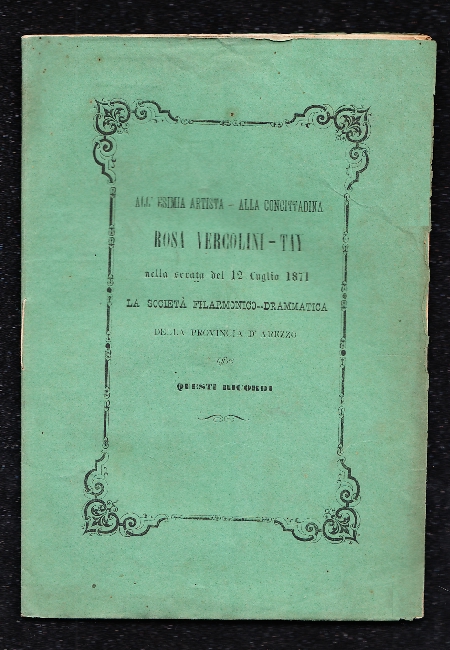 ALL' ESIMIA ARTISTA - ALLA CONCITTADINA
ROSA VERCOLINI-TAY
nella serata del 12 Luglio 1871
LA SOCIETÀ FILARMONICO-DRAMMATICA
DELLA PROVINCIA D'AREZZO
offre
QUESTI RICORDI